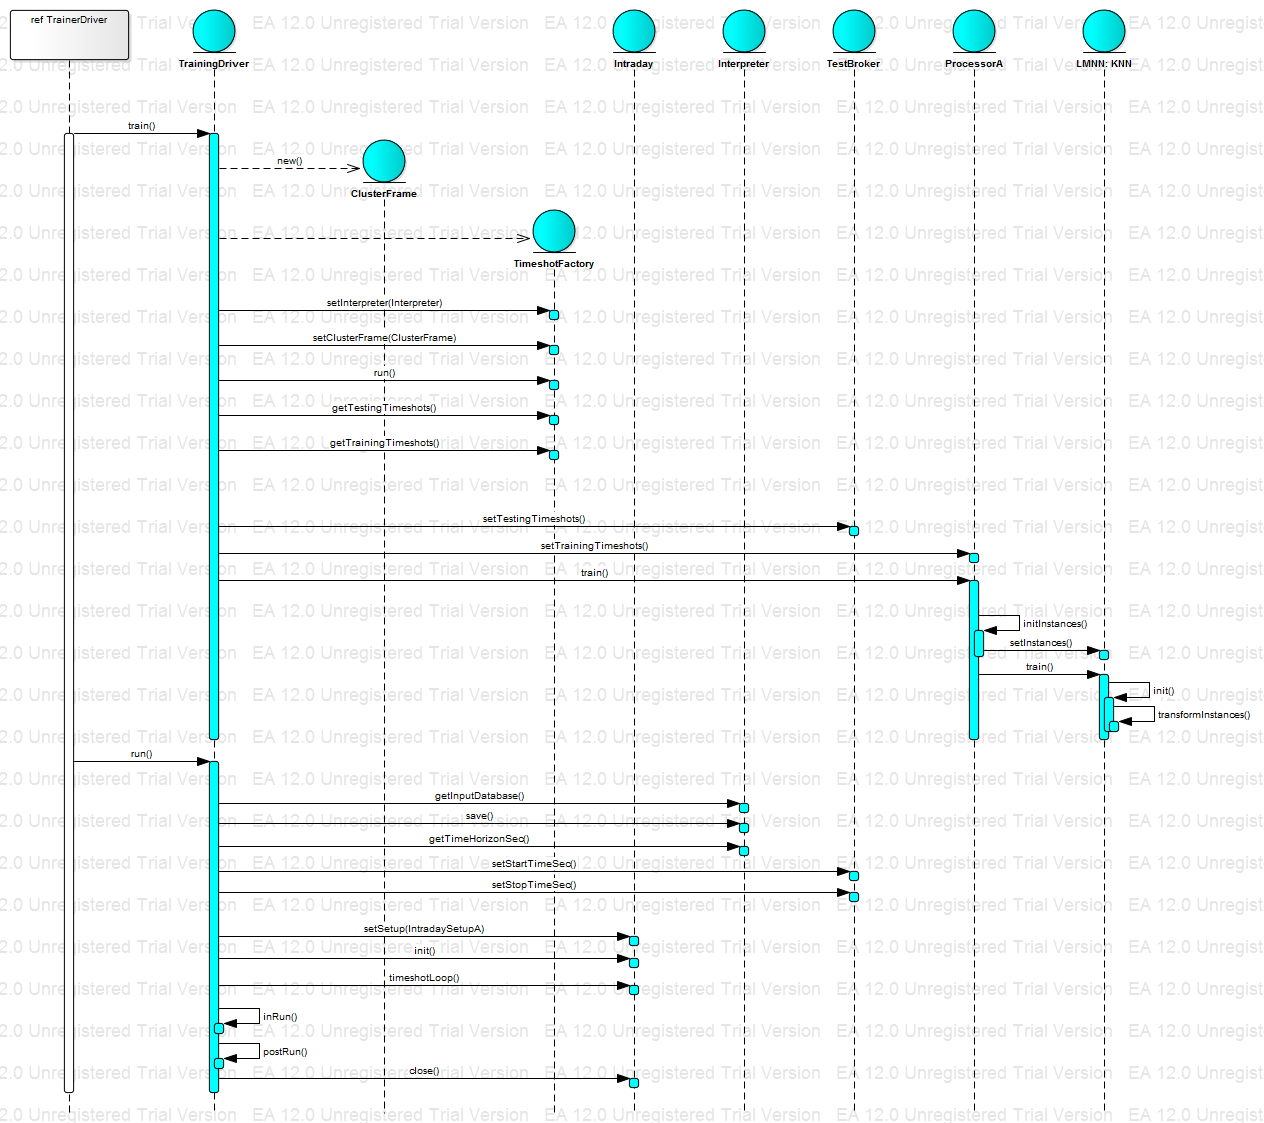 ref TrainerDriver
TrainingDriver
Intraday
Interpreter
TestBroker
ProcessorA
LMNN: KNN
EA 12.0 Unregistered Trial Version
train()
new()
ClusterFrame
TimeshotFactory
setInterpreter(Interpreter)
setClusterFrame(ClusterFrame)
run()
getTestingTimeshots()
getTrainingTimeshots()
setTestingTimeshots()
setTrainingTimeshots()
train()
initInstances()
setInstances()
train()
init()
transformInstances()
run()
getInputDatabase()
save()
getTimeHorizonSec()
setStartTimeSec()
setStopTimeSec()
setSetup(IntradaySetupA)
init()
timeshotLoop()
inRun()
postRun()
close()